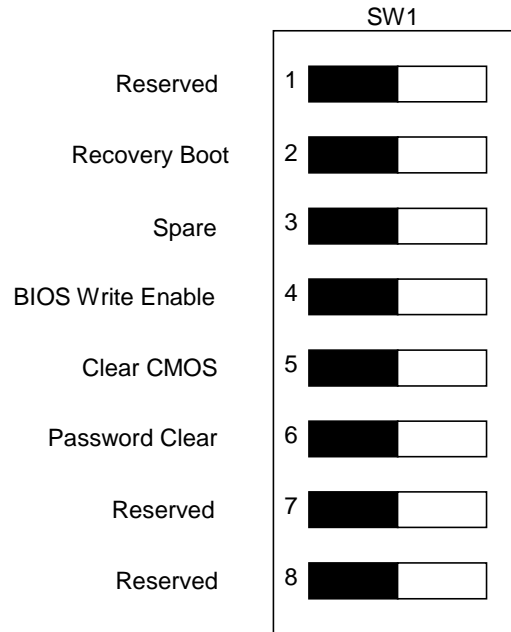 SW1
Reserved 1
Recovery Boot 2
Spare 3
BIOS Write Enable 4
Clear CMOS 5
Password Clear 6
Reserved 7
Reserved 8